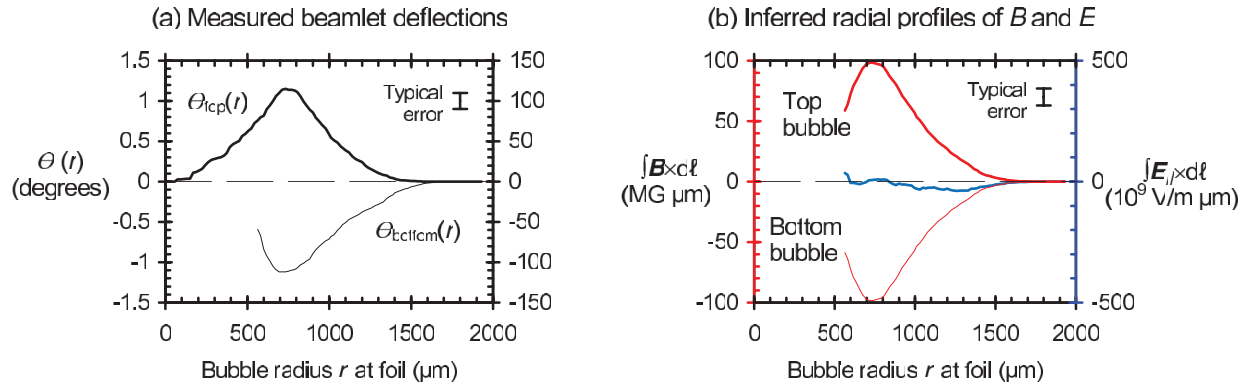 (a) Measured beamlet deflections
1.5
1
0.5
0
-0.5
-1
-1.5
150
100
50
0
-50
-100
-150
Θtop(r)
Typical
error
Θ (r)
(degrees)
Θbottom(r)
0
500
1000
1500
2000
Bubble radius r at foil (µm)
(b) Inferred radial profiles of B and E
100
50
0
-50
-100
500
0
-500
Typical
error
Top
bubble
∫B×dℓ
(MG µm)
∫E//×dℓ
(10⁹ V/m µm)
Bottom
bubble
0
500
1000
1500
2000
Bubble radius r at foil (µm)